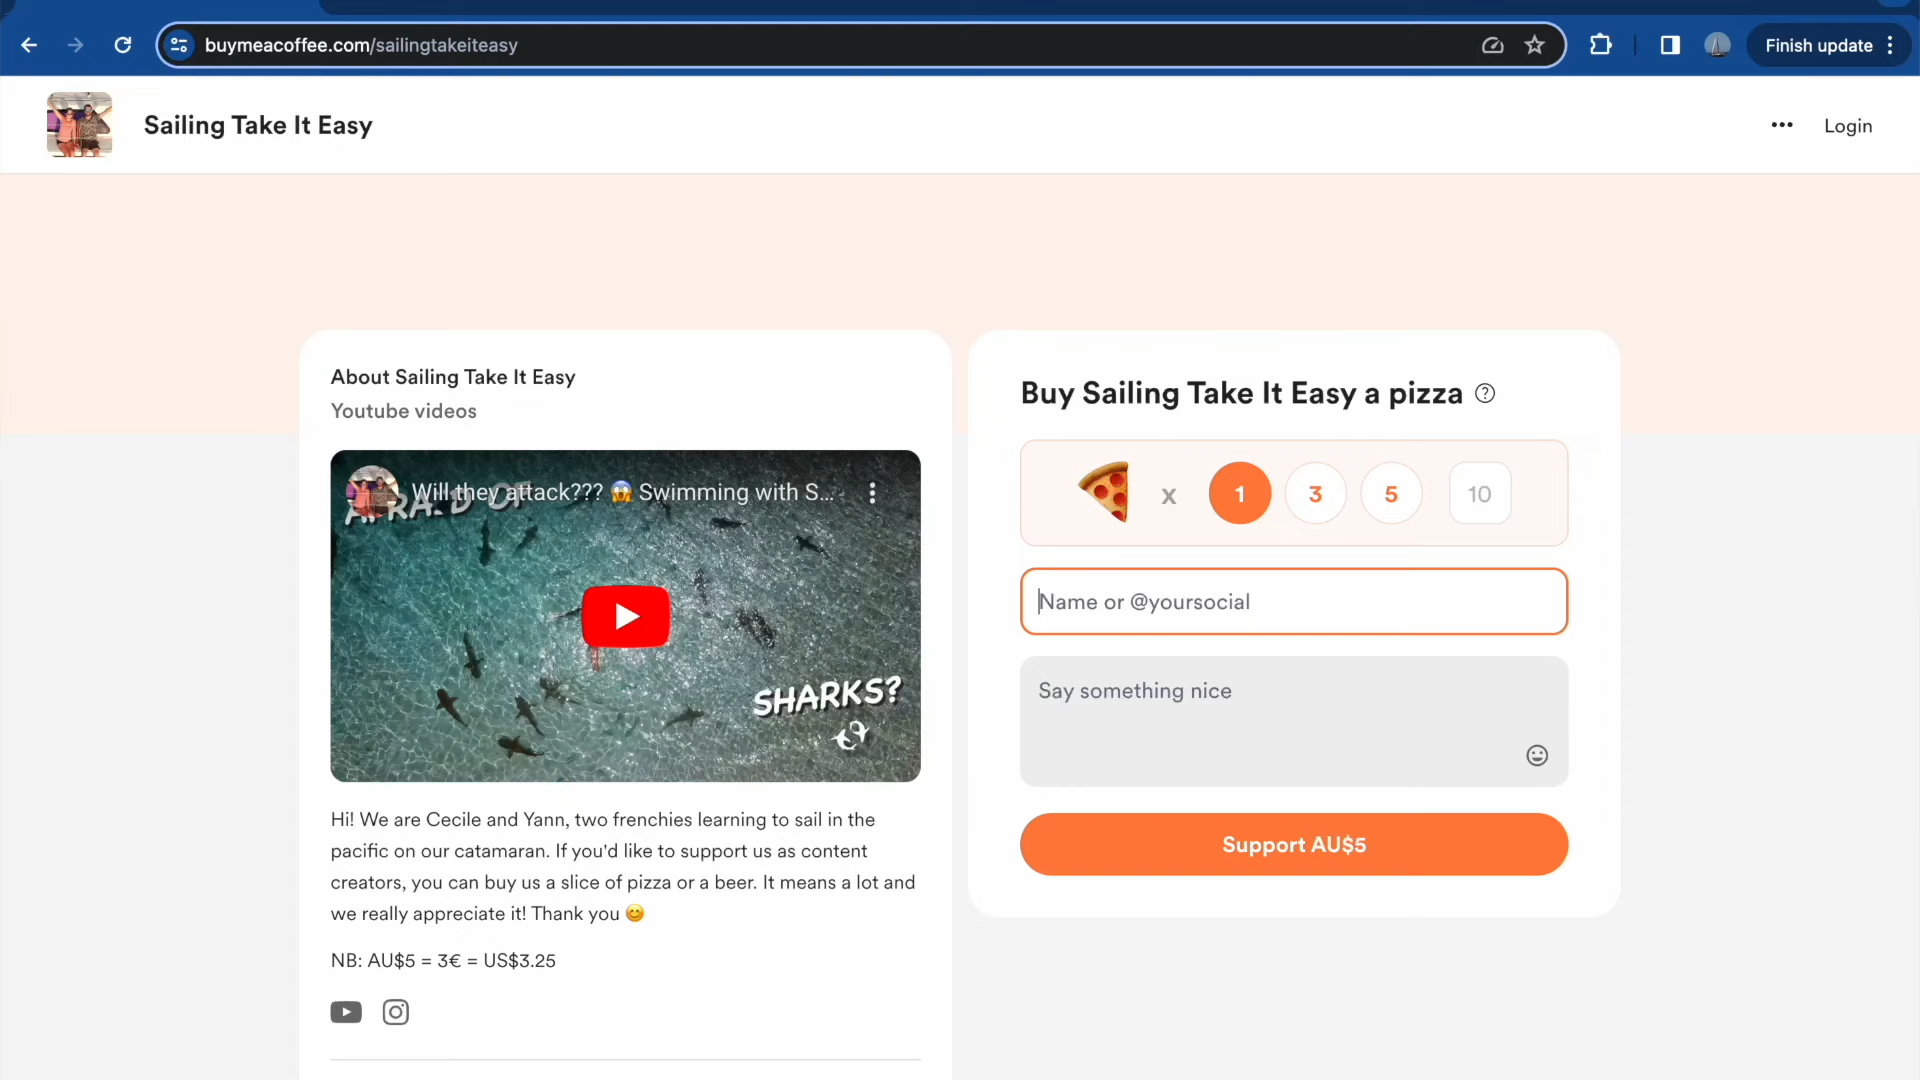 buymeacoffee.com/sailingtakeiteasy
Finish update
Sailing Take It Easy
Login
About Sailing Take It Easy
Youtube videos
AFRAID OF
Will they attack??? 😱 Swimming with S...
SHARKS?
Hi! We are Cecile and Yann, two frenchies learning to sail in the
pacific on our catamaran. If you'd like to support us as content
creators, you can buy us a slice of pizza or a beer. It means a lot and
we really appreciate it! Thank you 😊
NB: AU$5 = 3€ = US$3.25
Buy Sailing Take It Easy a pizza
x 1 3 5 10
Name or @yoursocial
Say something nice
Support AU$5